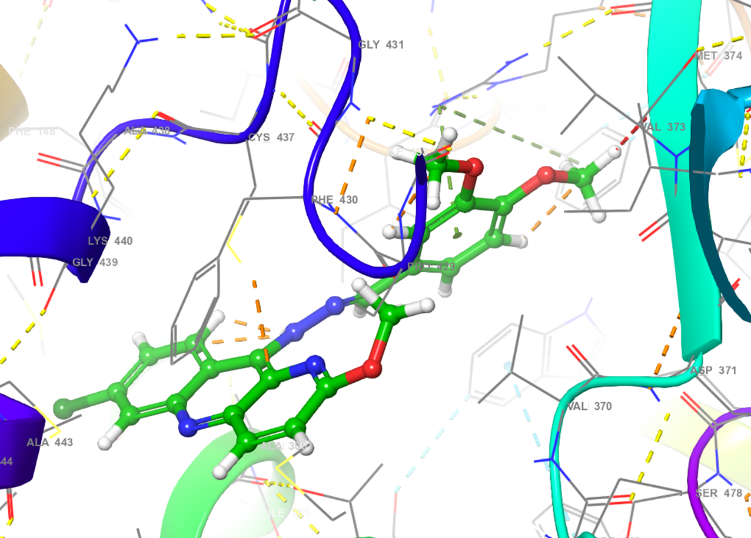 GLY 431
MET 374
VAL 373
PHE 148
CYS 437
PHE 430
LYS 440
GLY 439
ASP 371
VAL 370
ALA 443
SER 478